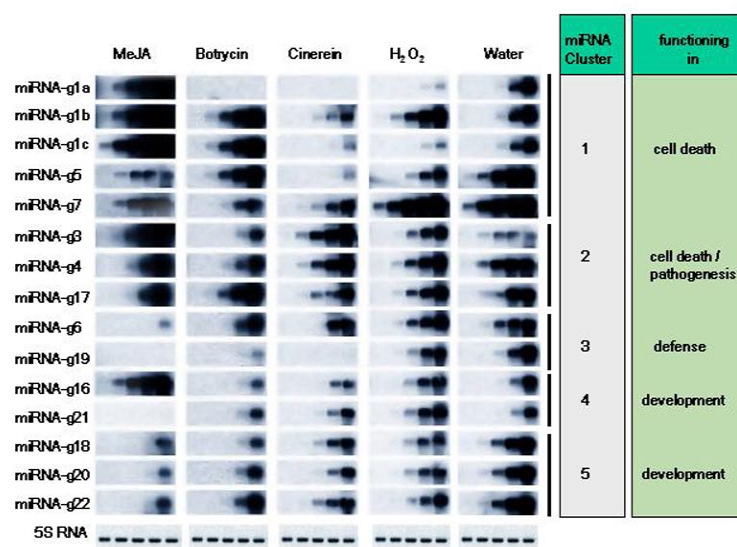 MeJA Botrycin Cinerein H2O2 Water miRNA Cluster functioning in
miRNA-g1a
miRNA-g1b
miRNA-g1c 1 cell death
miRNA-g5
miRNA-g7
miRNA-g3
miRNA-g4 2 cell death / pathogenesis
miRNA-g17
miRNA-g6
miRNA-g19 3 defense
miRNA-g16
miRNA-g21 4 development
miRNA-g18
miRNA-g20 5 development
miRNA-g22
5S RNA